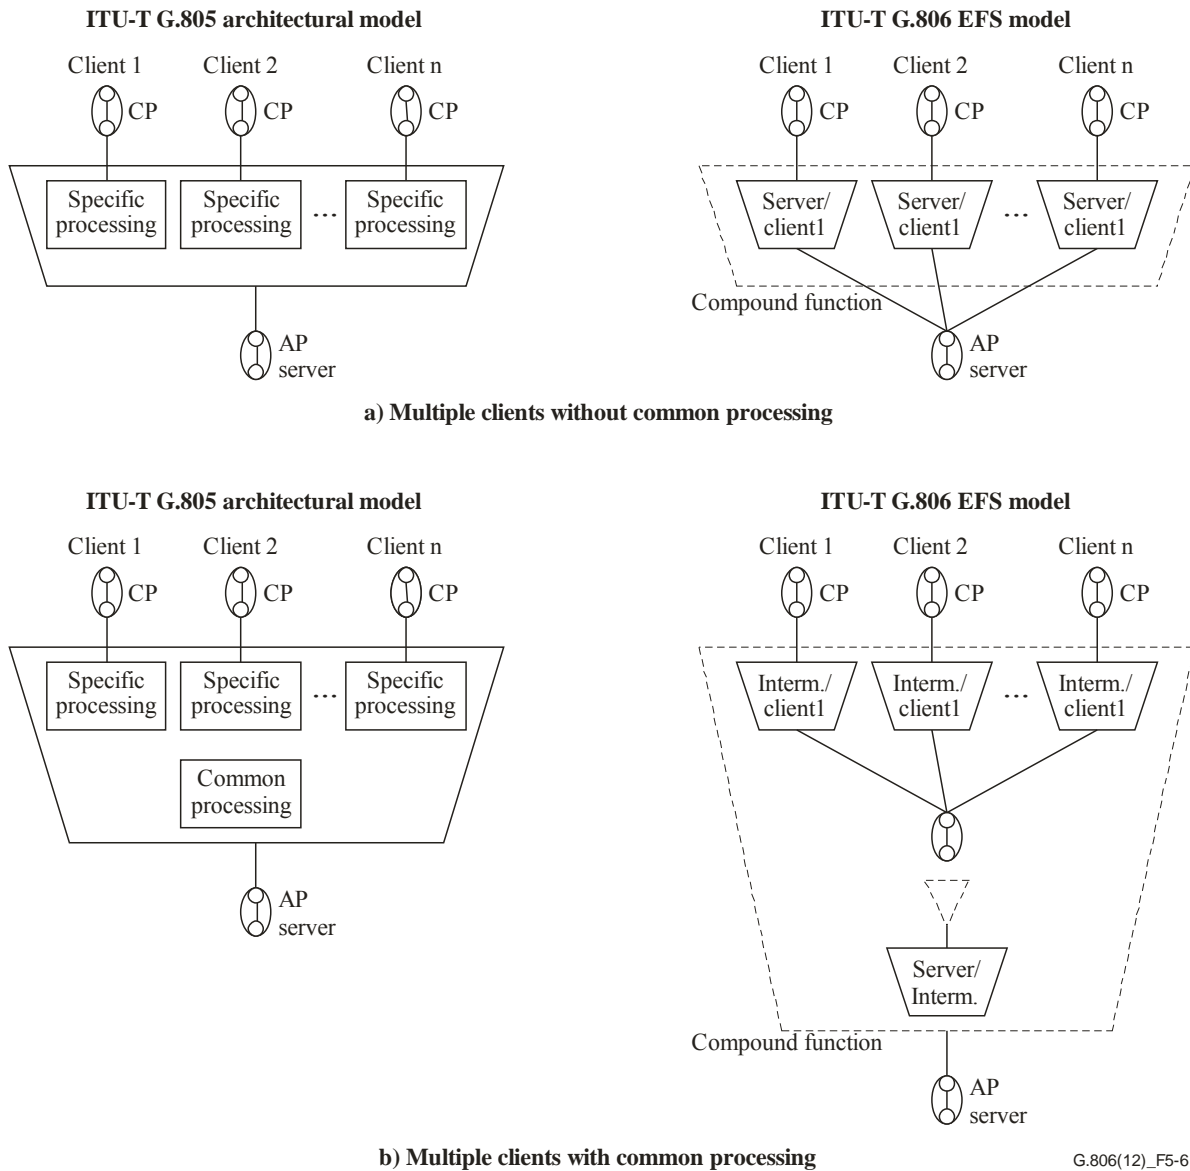 ITU-T G.805 architectural model
ITU-T G.806 EFS model
Client 1
Client 2
Client n
CP
CP
CP
Specific
processing
Specific
processing
...
Specific
processing
AP
server
Client 1
Client 2
Client n
CP
CP
CP
Server/
client1
Server/
client1
...
Server/
client1
Compound function
AP
server
a) Multiple clients without common processing
ITU-T G.805 architectural model
ITU-T G.806 EFS model
Client 1
Client 2
Client n
CP
CP
CP
Specific
processing
Specific
processing
...
Specific
processing
Common
processing
AP
server
Client 1
Client 2
Client n
CP
CP
CP
Interm./
client1
Interm./
client1
...
Interm./
client1
Server/
Interm.
Compound function
AP
server
b) Multiple clients with common processing
G.806(12)_F5-6